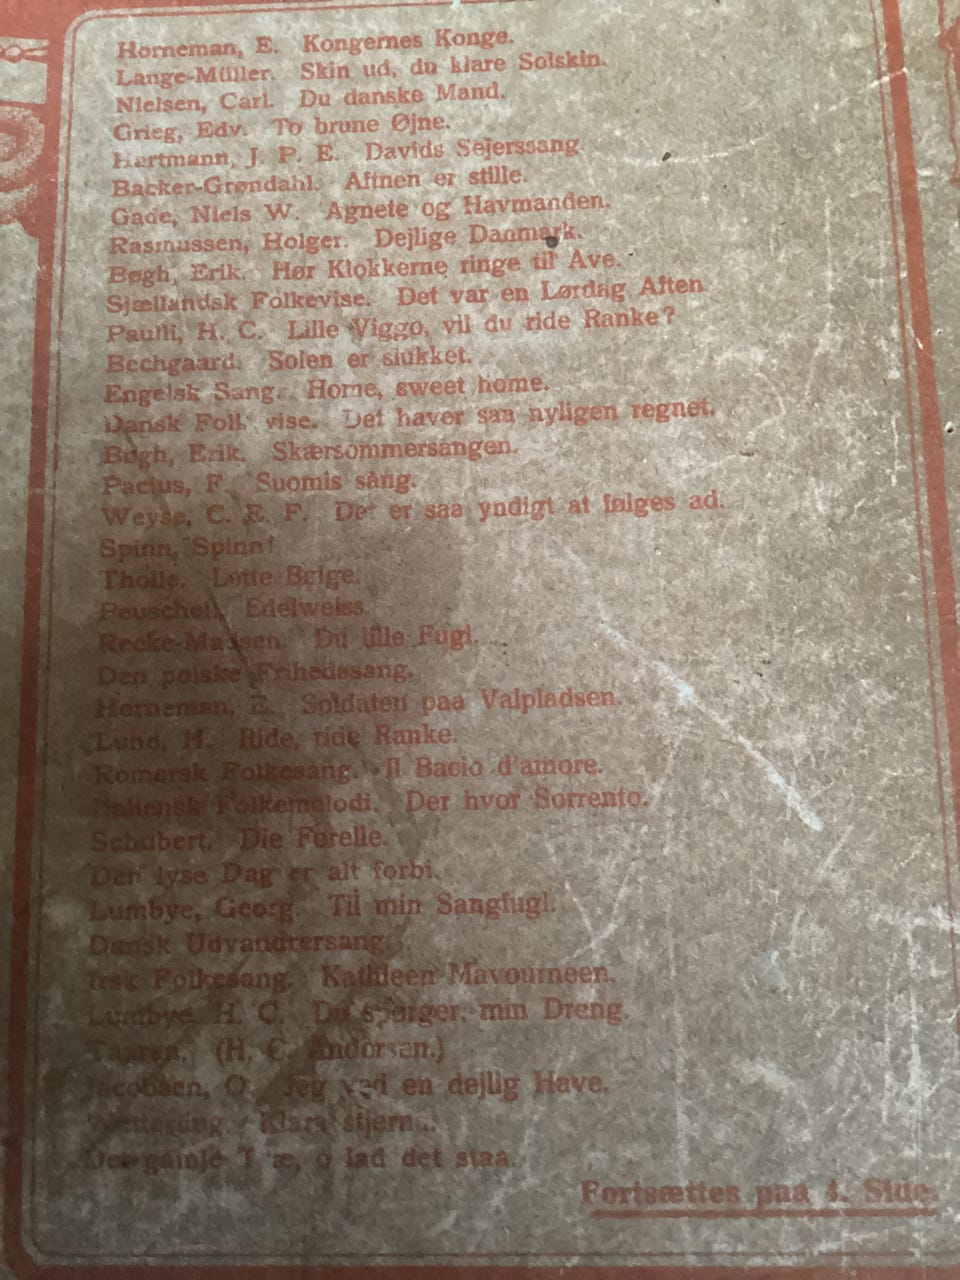 Horneman, E. Kongernes Konge.
Lange-Müller. Skin ud, du klare Solskin.
Nielsen, Carl. Du danske Mand.
Grieg, Edv. To brune Øjne.
Hartmann, J. P. E. Davids Sejerssang
Backer-Grøndahl. Aftnen er stille.
Gade, Niels W. Agnete og Havmanden.
Rasmussen, Holger. Dejlige Danmark.
Bøgh, Erik. Hør Klokkerne ringe til Ave.
Sjællandsk Folkevise. Det var en Lørdag Aften
Paulli, H. C. Lille Viggo, vil du ride Ranke?
Bechgaard. Solen er slukket.
Engelsk Sang. Home, sweet home.
Dansk Folkevise. Det haver saa nyligen regnet.
Bøgh, Erik. Skærsommersangen.
Pacius, F. Suomis sång.
Weyse, C. E. F. Det er saa yndigt at følges ad.
Spinn, Spinn!
Tholle. Lotte Bølge.
Peuschel. Edelweiss.
Recke-Madsen. Du lille Fugl.
Den polske Frihedssang.
Horneman, E. Soldaten paa Valpladsen.
Lund, H. Ride, ride Ranke.
Romersk Folkesang. Il Bacio d'amore.
Italiensk Folkemelodi. Der hvor Sorrento.
Schubert. Die Forelle.
Den lyse Dag er alt forbi.
Lumbye, Georg. Til min Sangfugl.
Dansk Udvandrersang.
Irsk Folkesang. Kathleen Mavourneen.
Lumbye, H. C. Du spørger, min Dreng.
Taaren. (H. C. Andersen.)
Jacobsen, O. Jeg ved en dejlig Have.
Klara stjern
Det gamle Træ, o lad det staa.
Fortsættes paa 4. Side.